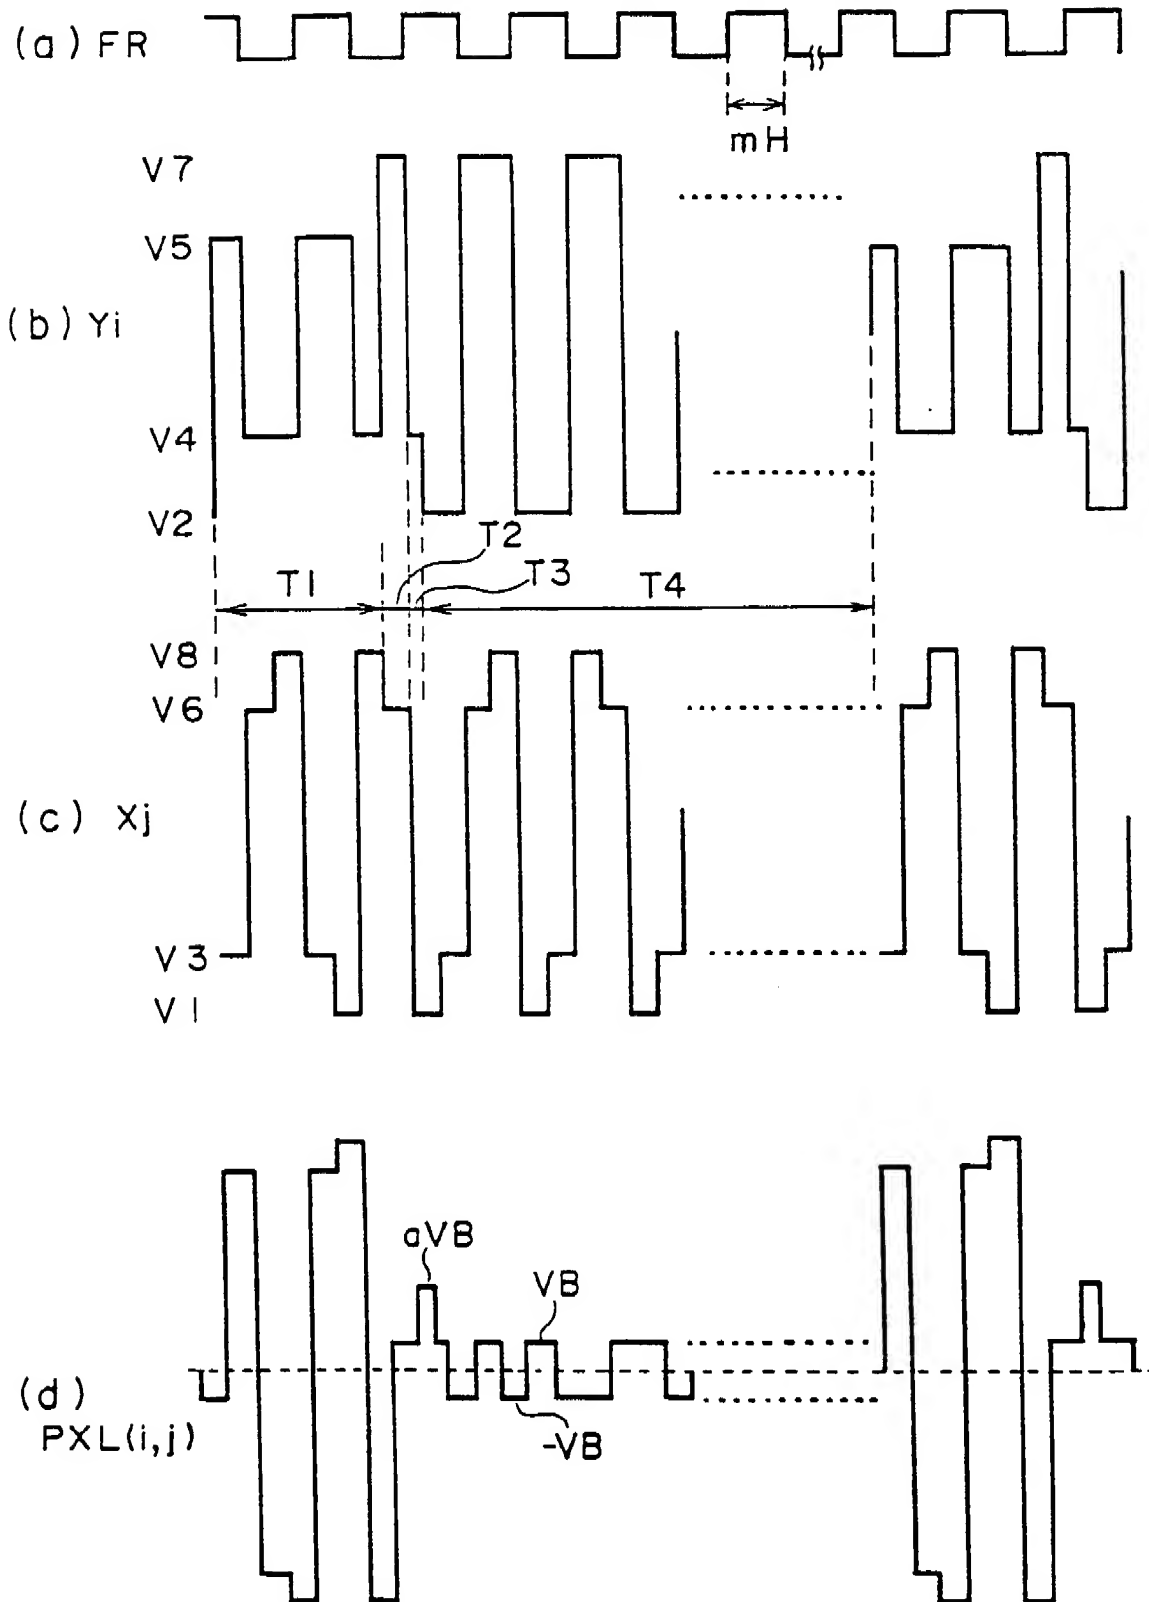 (a) FR
mH
V7
V5
(b) Yi
V4
V2
T2
T3
T1
T4
V8
V6
(c) Xj
V3
V1
aVB
VB
(d)
PXL(i,j)
-VB